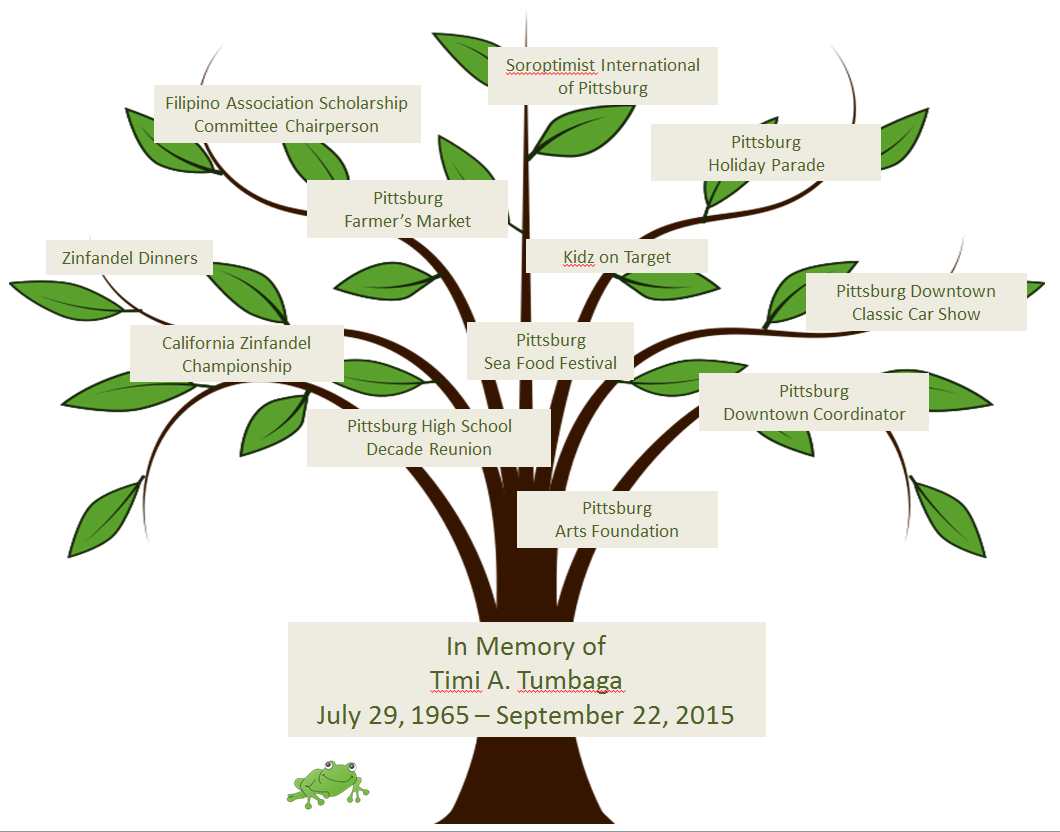 Soroptimist International
of Pittsburg
Filipino Association Scholarship
Committee Chairperson
Pittsburg
Holiday Parade
Pittsburg
Farmer’s Market
Zinfandel Dinners
Kidz on Target
Pittsburg Downtown
Classic Car Show
California Zinfandel
Championship
Pittsburg
Sea Food Festival
Pittsburg
Downtown Coordinator
Pittsburg High School
Decade Reunion
Pittsburg
Arts Foundation
In Memory of
Timi A. Tumbaga
July 29, 1965 – September 22, 2015